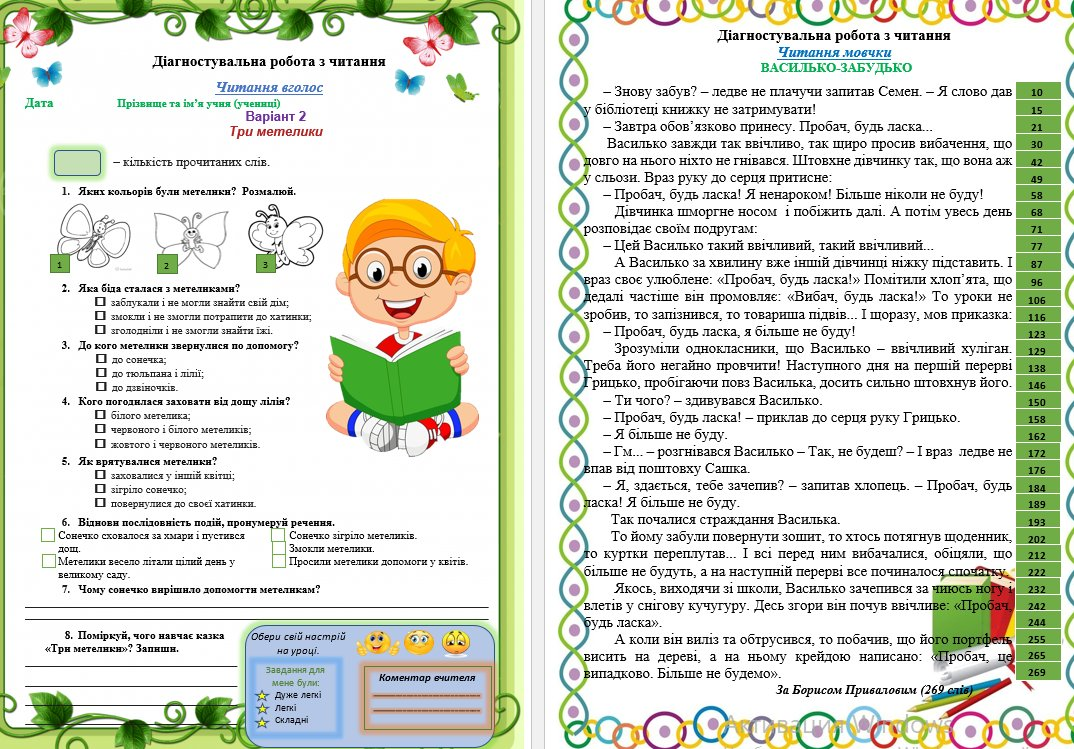 Діагностувальна робота з читання
Читання вголос
Дата Прізвище та ім’я учня (учениці)
Варіант 2
Три метелики
– кількість прочитаних слів.
1. Яких кольорів були метелики? Розмалюй.
1 2 3
2. Яка біда сталася з метеликами?
заблукали і не могли знайти свій дім;
змокли і не змогли потрапити до хатинки;
зголодніли і не змогли знайти їжі.
3. До кого метелики звернулися по допомогу?
до сонечка;
до тюльпана і лілії;
до дзвіночків.
4. Кого погодилася заховати від дощу лілія?
білого метелика;
червоного і білого метеликів;
жовтого і червоного метеликів.
5. Як врятувалися метелики?
заховалися у іншій квітці;
зігріло сонечко;
повернулися до своєї хатинки.
6. Віднови послідовність подій, пронумеруй речення.
Сонечко сховалося за хмари і пустився
дощ.
Метелики весело літали цілий день у
великому саду.
Сонечко зігріло метеликів.
Змокли метелики.
Просили метелики допомоги у квітів.
7. Чому сонечко вирішило допомогти метеликам?
8. Поміркуй, чого навчає казка
«Три метелики»? Запиши.
Обери свій настрій
на уроці.
Завдання для
мене були:
Дуже легкі
Легкі
Складні
Коментар вчителя
Діагностувальна робота з читання
Читання мовчки
ВАСИЛЬКО-ЗАБУДЬКО
– Знову забув? – ледве не плачучи запитав Семен. – Я слово дав 10
у бібліотеці книжку не затримувати! 15
– Завтра обов’язково принесу. Пробач, будь ласка... 21
Василько завжди так ввічливо, так щиро просив вибачення, що 30
довго на нього ніхто не гнівався. Штовхне дівчинку так, що вона аж 42
у сльози. Враз руку до серця притисне: 49
– Пробач, будь ласка! Я ненароком! Більше ніколи не буду! 58
Дівчинка шморгне носом і побіжить далі. А потім увесь день 68
розповідає своїм подругам: 71
– Цей Василько такий ввічливий, такий ввічливий... 77
А Василько за хвилину вже іншій дівчинці ніжку підставить. І 87
враз своє улюблене: «Пробач, будь ласка!» Помітили хлоп’ята, що 96
дедалі частіше він промовляє: «Вибач, будь ласка!» То уроки не 106
зробив, то запізнився, то товариша підвів... І щоразу, мов приказка: 116
– Пробач, будь ласка, я більше не буду! 123
Зрозуміли однокласники, що Василько – ввічливий хуліган. 129
Треба його негайно провчити! Наступного дня на першій перерві 138
Грицько, пробігаючи повз Василька, досить сильно штовхнув його. 146
– Ти чого? – здивувався Василько. 150
– Пробач, будь ласка! – приклав до серця руку Грицько. 158
– Я більше не буду. 162
– Гм... – розгнівався Василько – Так, не будеш? – І враз ледве не 172
впав від поштовху Сашка. 176
– Я, здається, тебе зачепив? – запитав хлопець. – Пробач, будь 184
ласка! Я більше не буду. 189
Так почалися страждання Василька. 193
То йому забули повернути зошит, то хтось потягнув щоденник, 202
то куртки переплутав... І всі перед ним вибачалися, обіцяли, що 212
більше не будуть, а на наступній перерві все починалося спочатку. 222
Якось, виходячи зі школи, Василько зачепився за чиюсь ногу і 232
влетів у снігову кучугуру. Десь згори він почув ввічливе: «Пробач, 242
будь ласка». 244
А коли він виліз та обтрусився, то побачив, що його портфель 255
висить на дереві, а на ньому крейдою написано: «Пробач, це 265
випадково. Більше не будемо». 269
За Борисом Приваловим (269 слів)
Активация Windows